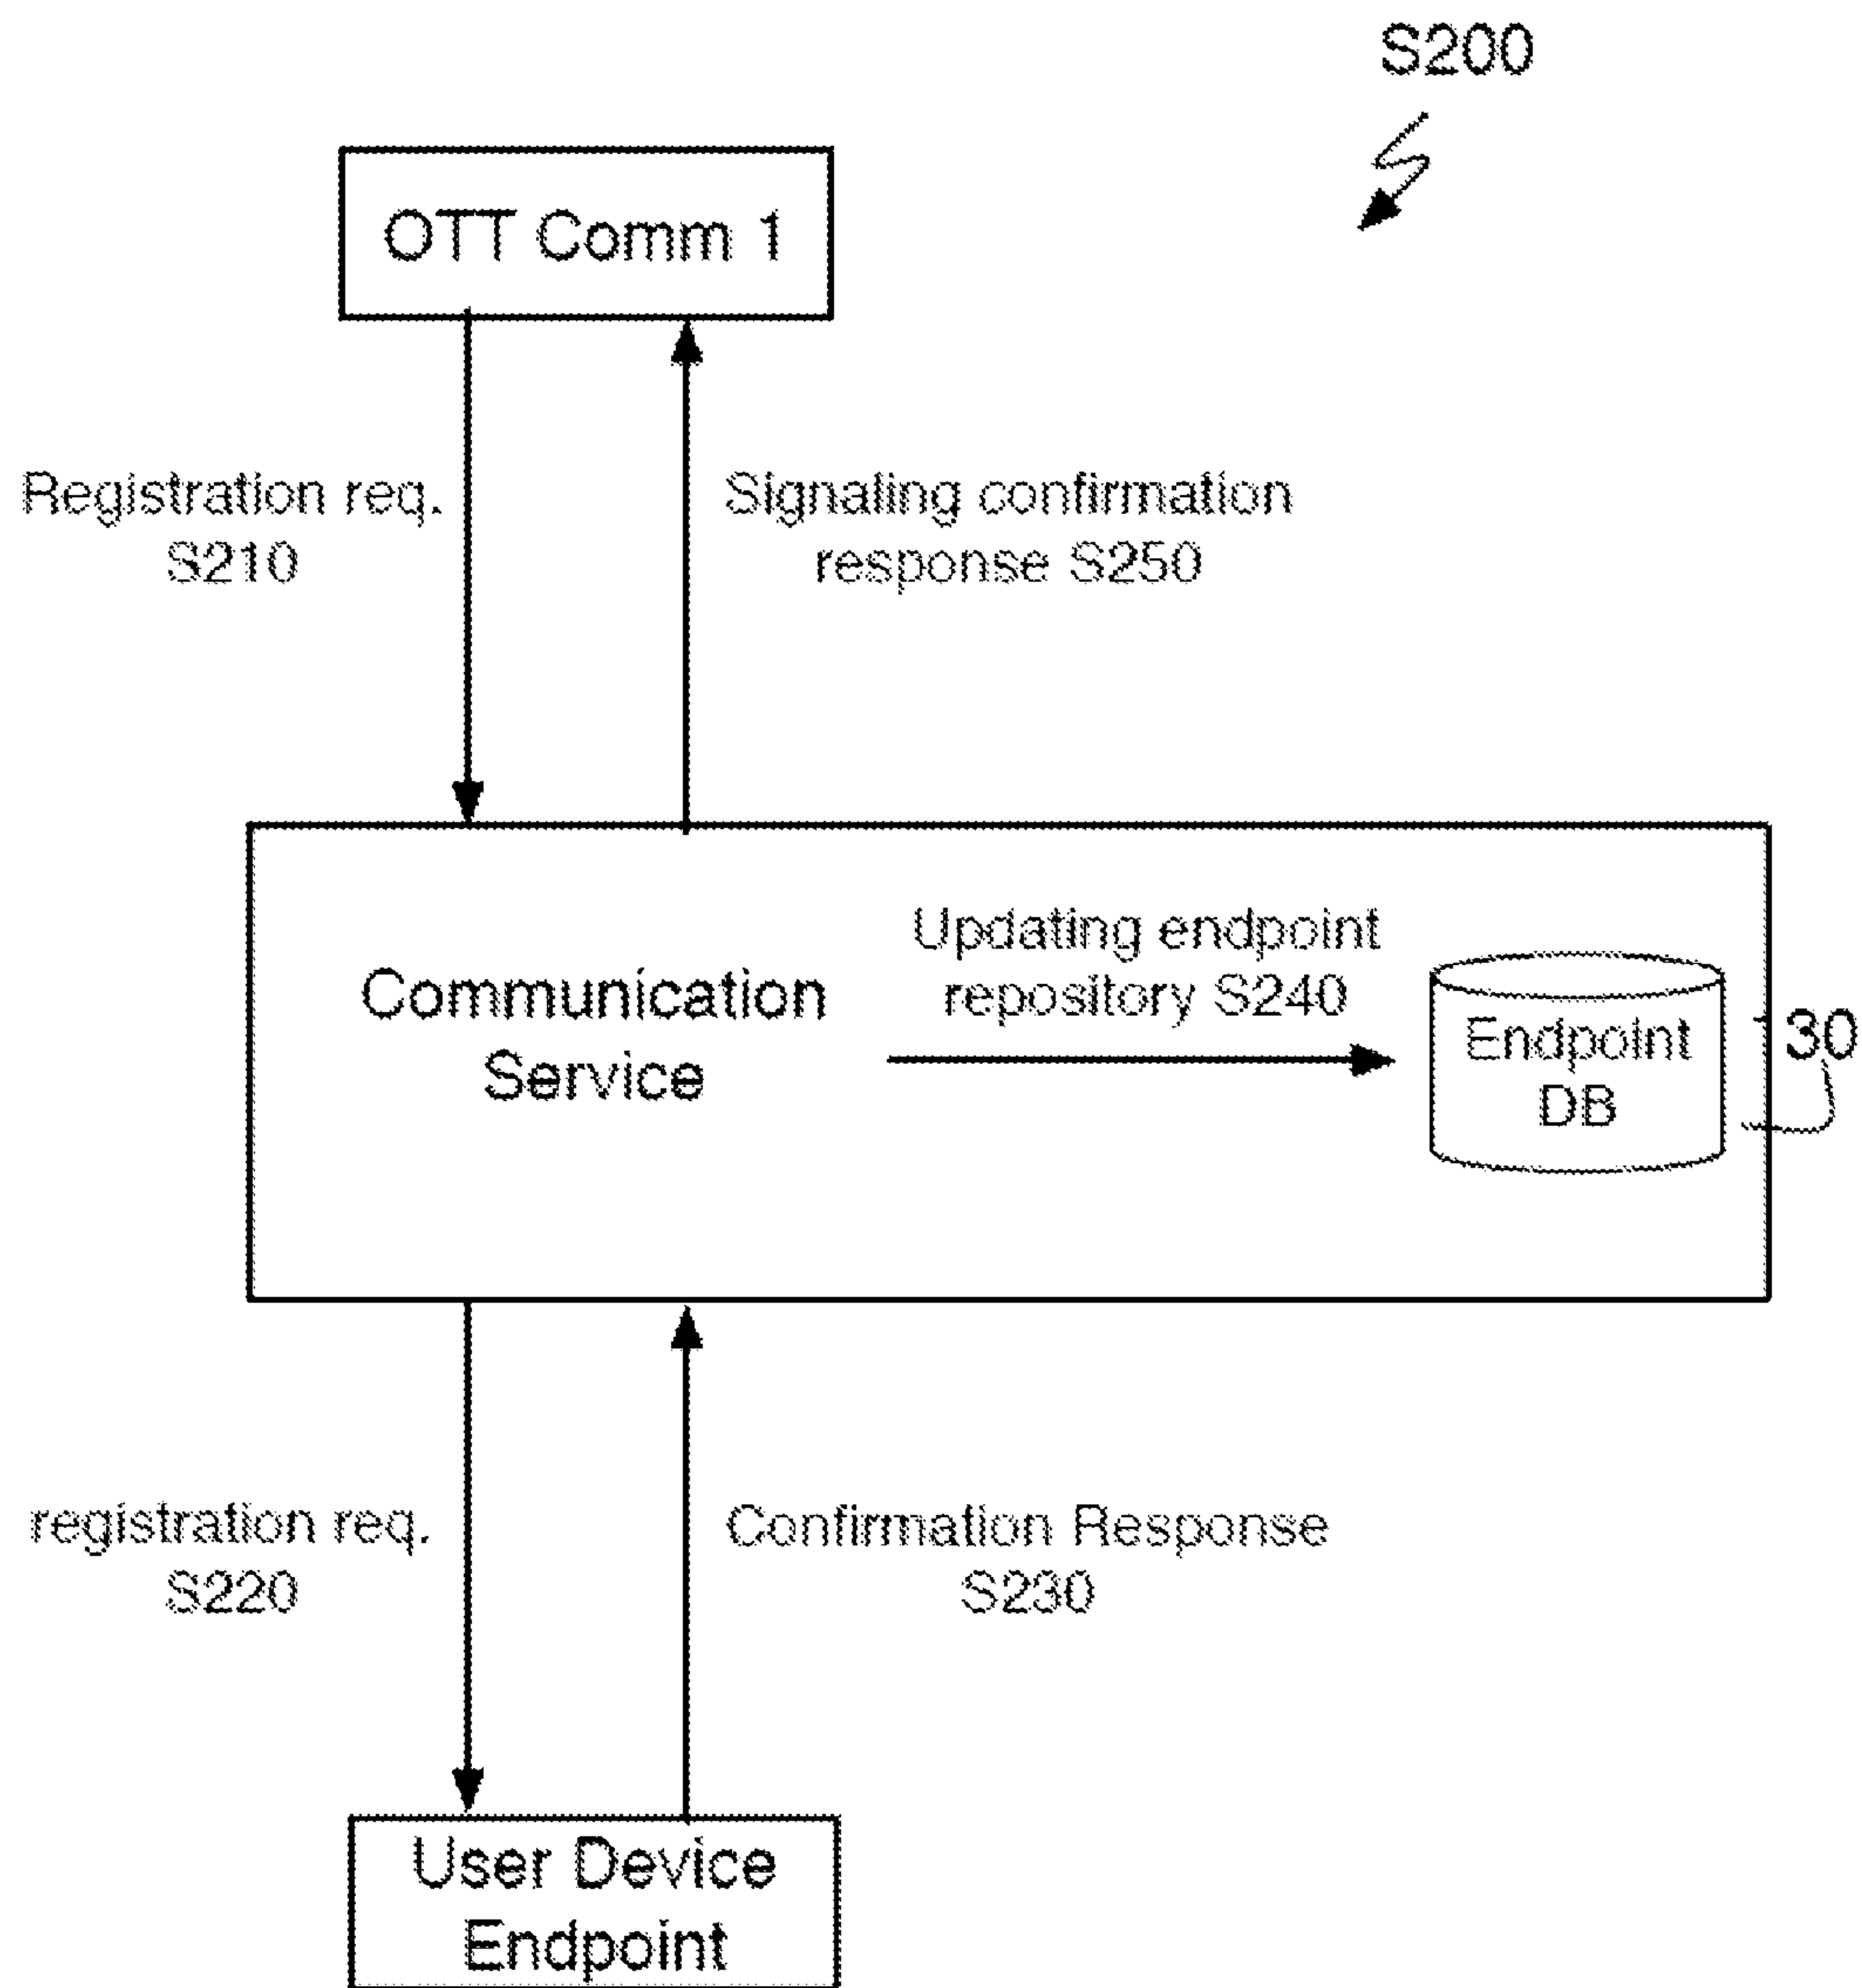 S200
OTT Comm 1
Registration req.
S210
Signaling confirmation
response S250
Communication
Service
Updating endpoint
repository S240
Endpoint
DB
30
registration req.
S220
Confirmation Response
S230
User Device
Endpoint